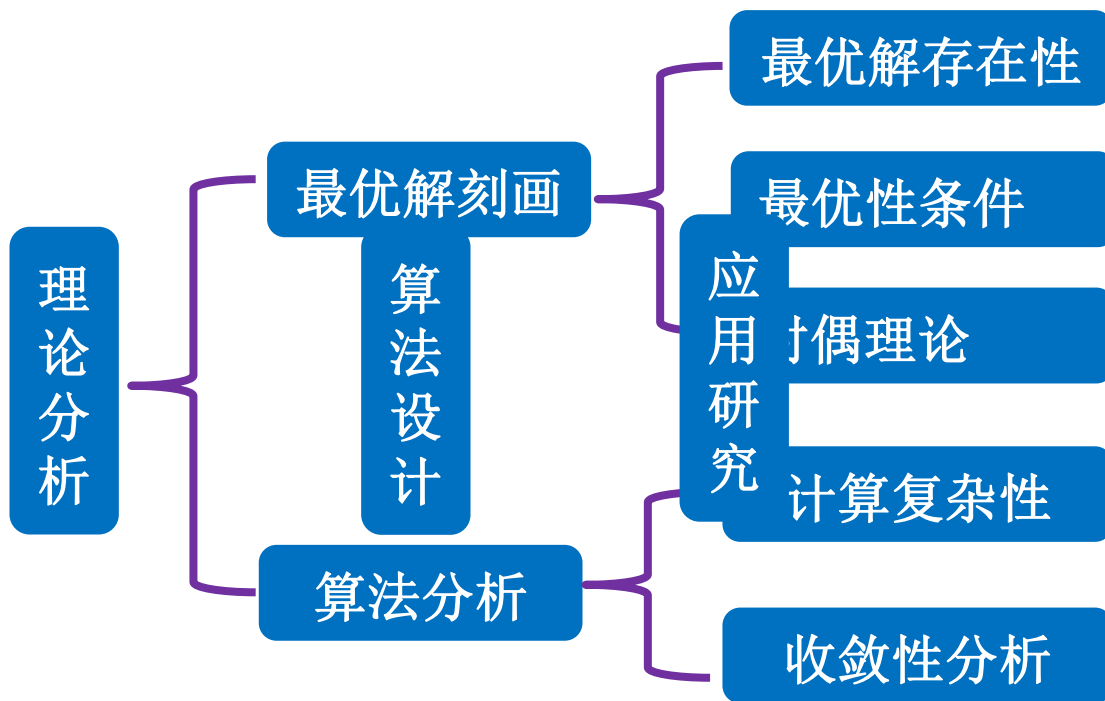 理论分析
最优解刻画
算法设计
算法分析
最优解存在性
最优性条件
对偶理论
应用研究
计算复杂性
收敛性分析